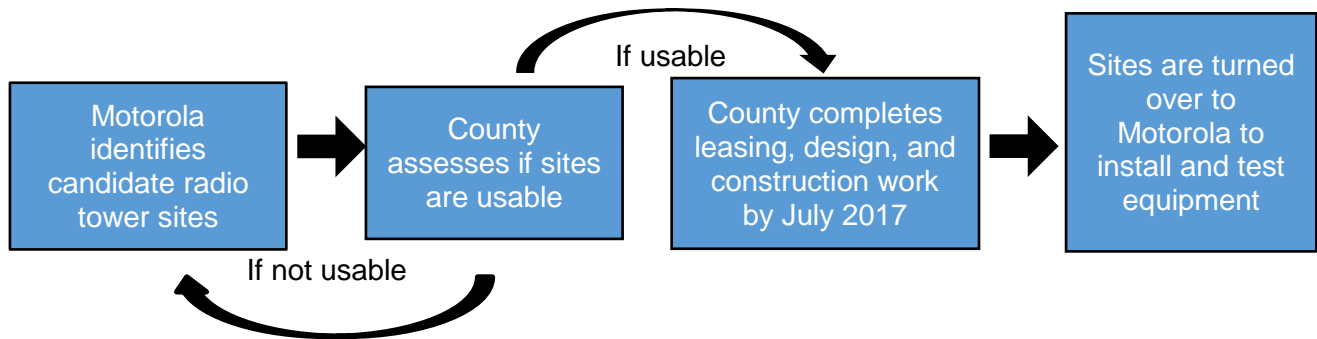 Motorola
identifies
candidate radio
tower sites
County
assesses if sites
are usable
If not usable
If usable
County completes
leasing, design, and
construction work
by July 2017
Sites are turned
over to
Motorola to
install and test
equipment